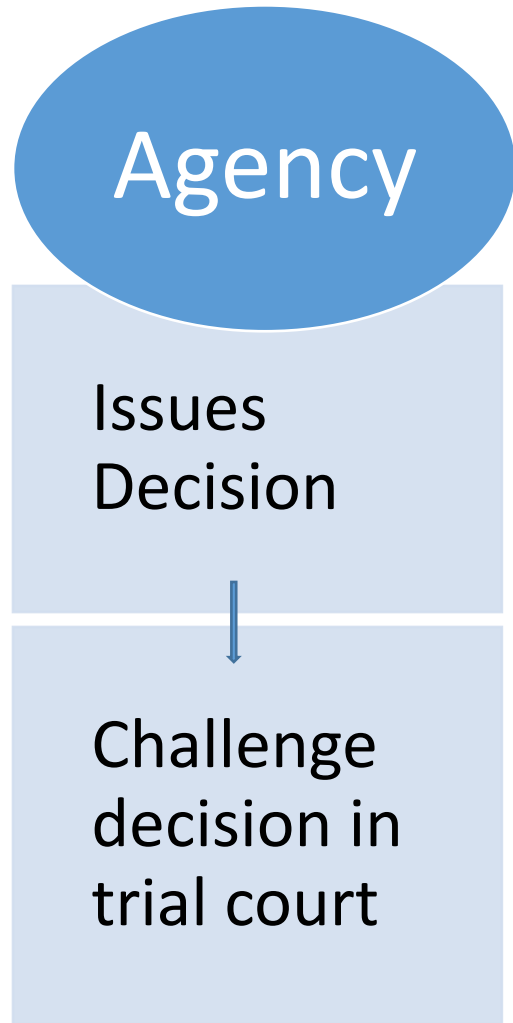 Agency
Issues
Decision
Challenge
decision in
trial court